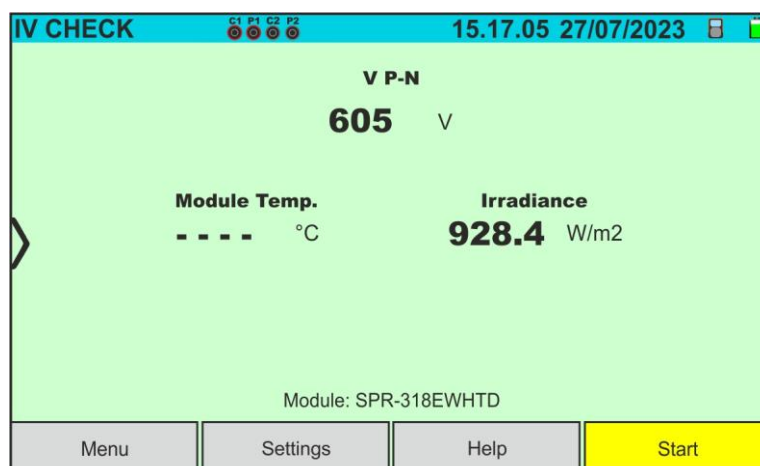 IV CHECK C1 P1 C2 P2 15.17.05 27/07/2023
V P-N
605 V
Module Temp. Irradiance
- - - - °C 928.4 W/m2
Module: SPR-318EWHTD
Menu Settings Help Start